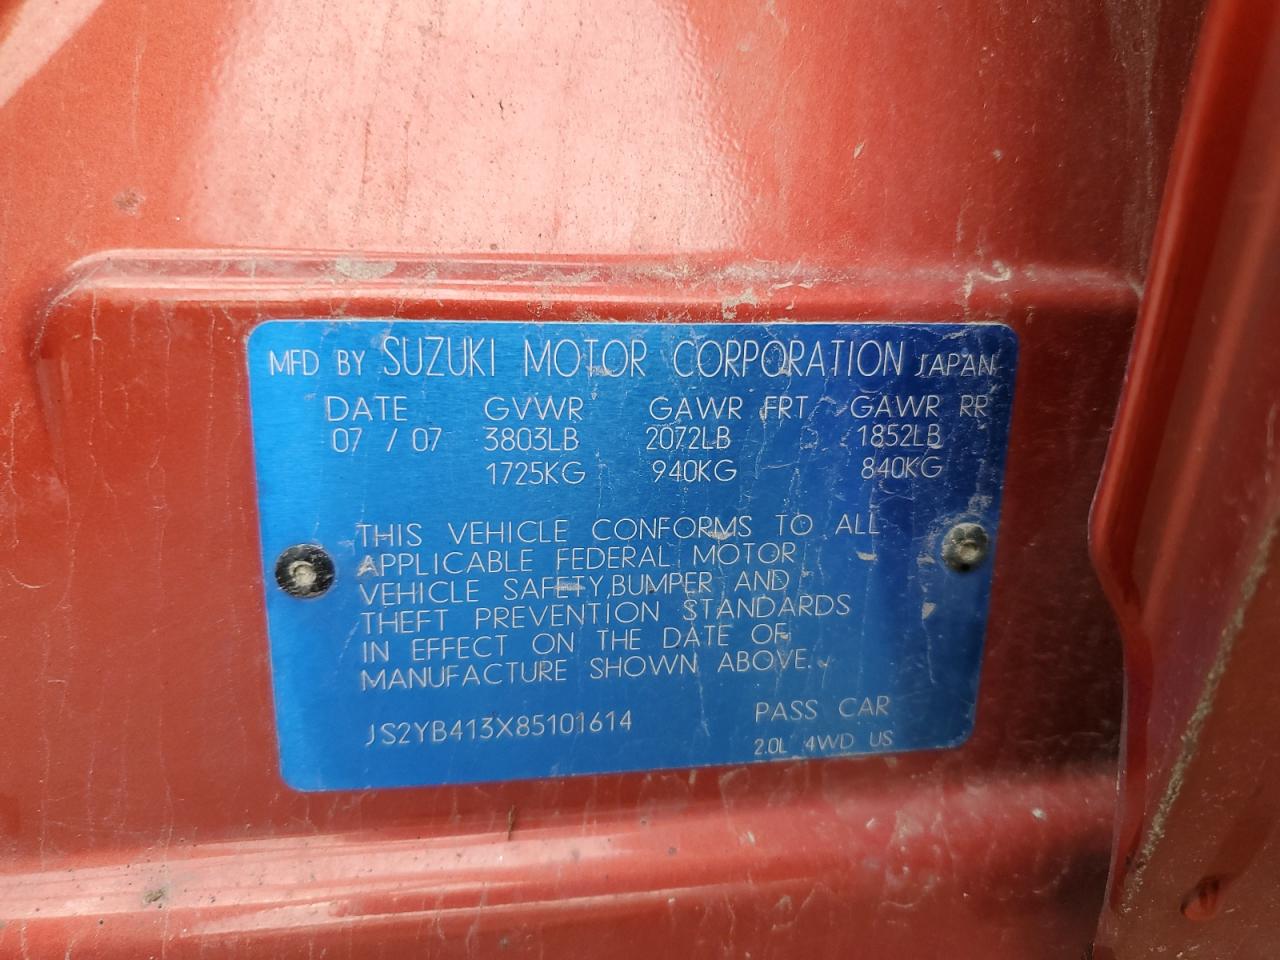 MFD BY SUZUKI MOTOR CORPORATION JAPAN
DATE GVWR GAWR FRT GAWR RR
07 / 07 3803LB 2072LB 1852LB
1725KG 940KG 840KG
THIS VEHICLE CONFORMS TO ALL
APPLICABLE FEDERAL MOTOR
VEHICLE SAFETY,BUMPER AND
THEFT PREVENTION STANDARDS
IN EFFECT ON THE DATE OF
MANUFACTURE SHOWN ABOVE.
JS2YB413X85101614 PASS CAR
2.0L 4WD US